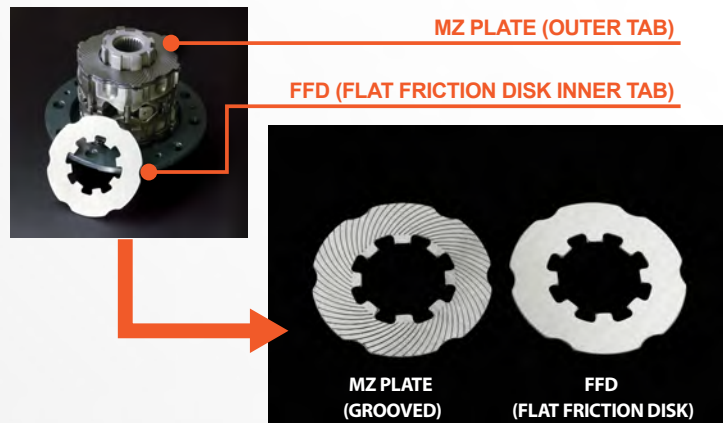 MZ PLATE (OUTER TAB)
FFD (FLAT FRICTION DISK INNER TAB)
MZ PLATE
(GROOVED)
FFD
(FLAT FRICTION DISK)